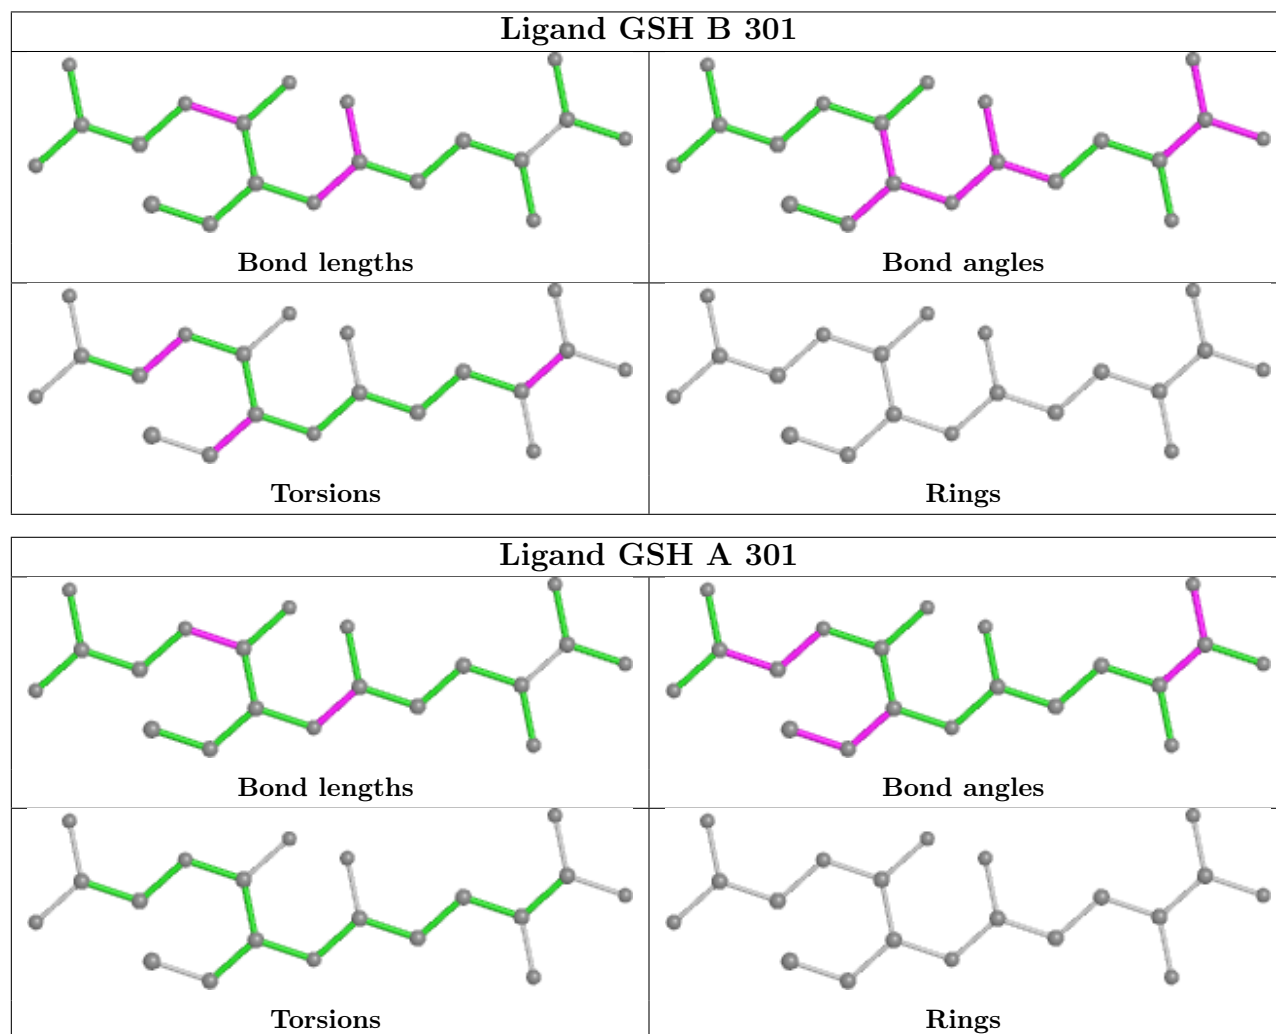 Ligand GSH B 301
Bond lengths
Bond angles
Torsions
Rings
Ligand GSH A 301
Bond lengths
Bond angles
Torsions
Rings